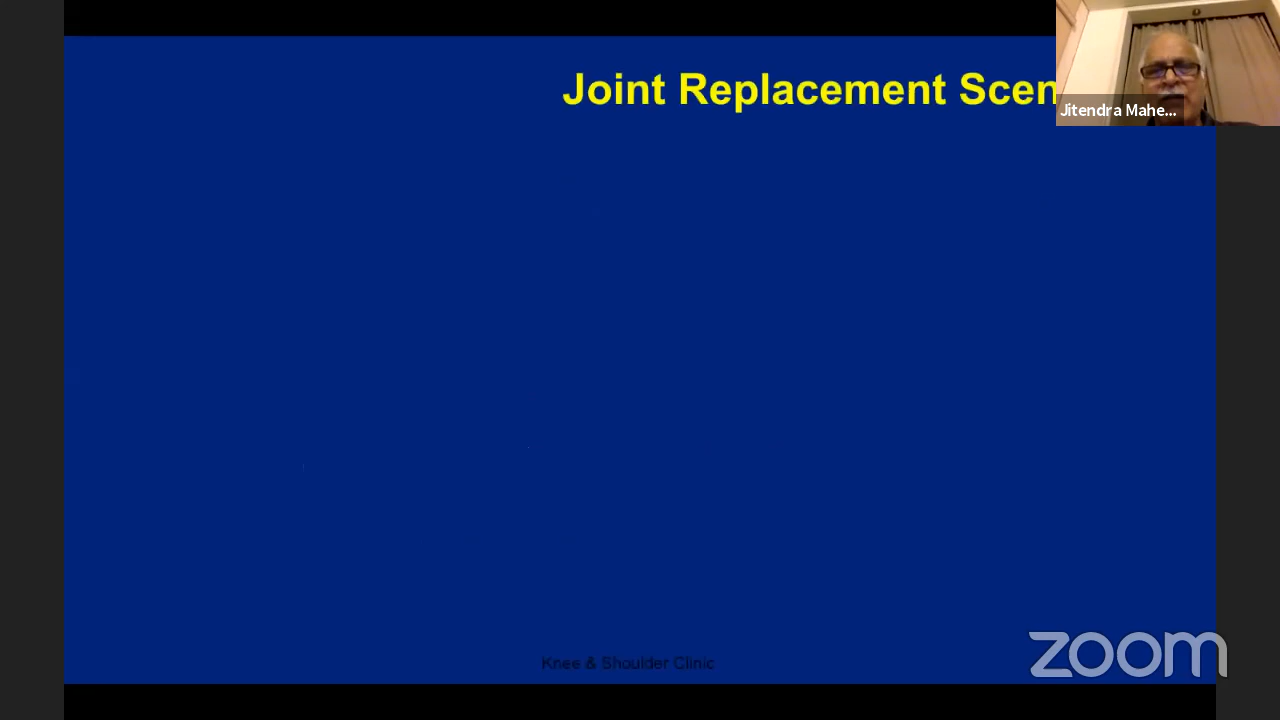 Joint Replacement Scen
Jitendra Mahe...
Knee & Shoulder Clinic
zoom